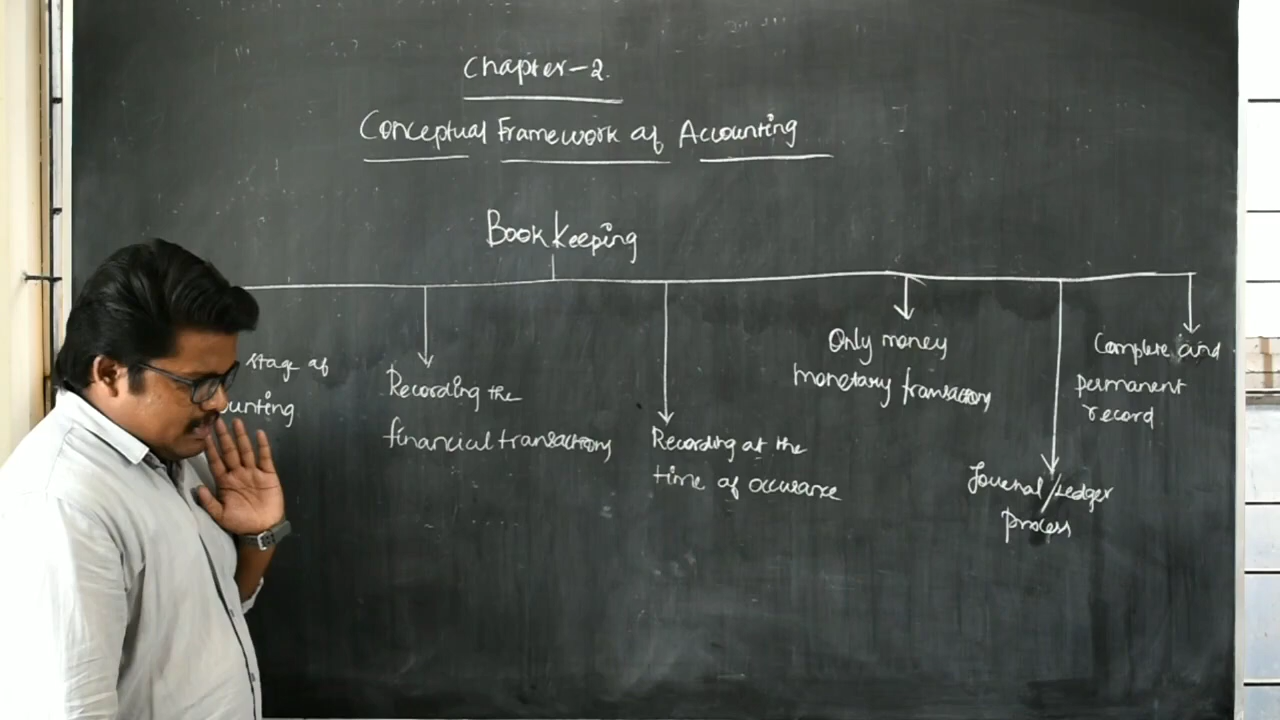 Chapter-2.
Conceptual Framework of Accounting
Book keeping
stage of
ounting
Recording the
financial transactions
Recording at the
time of occurance
Only money
monetary transactions
Journal/Ledger
process
Complete and
permanent
record